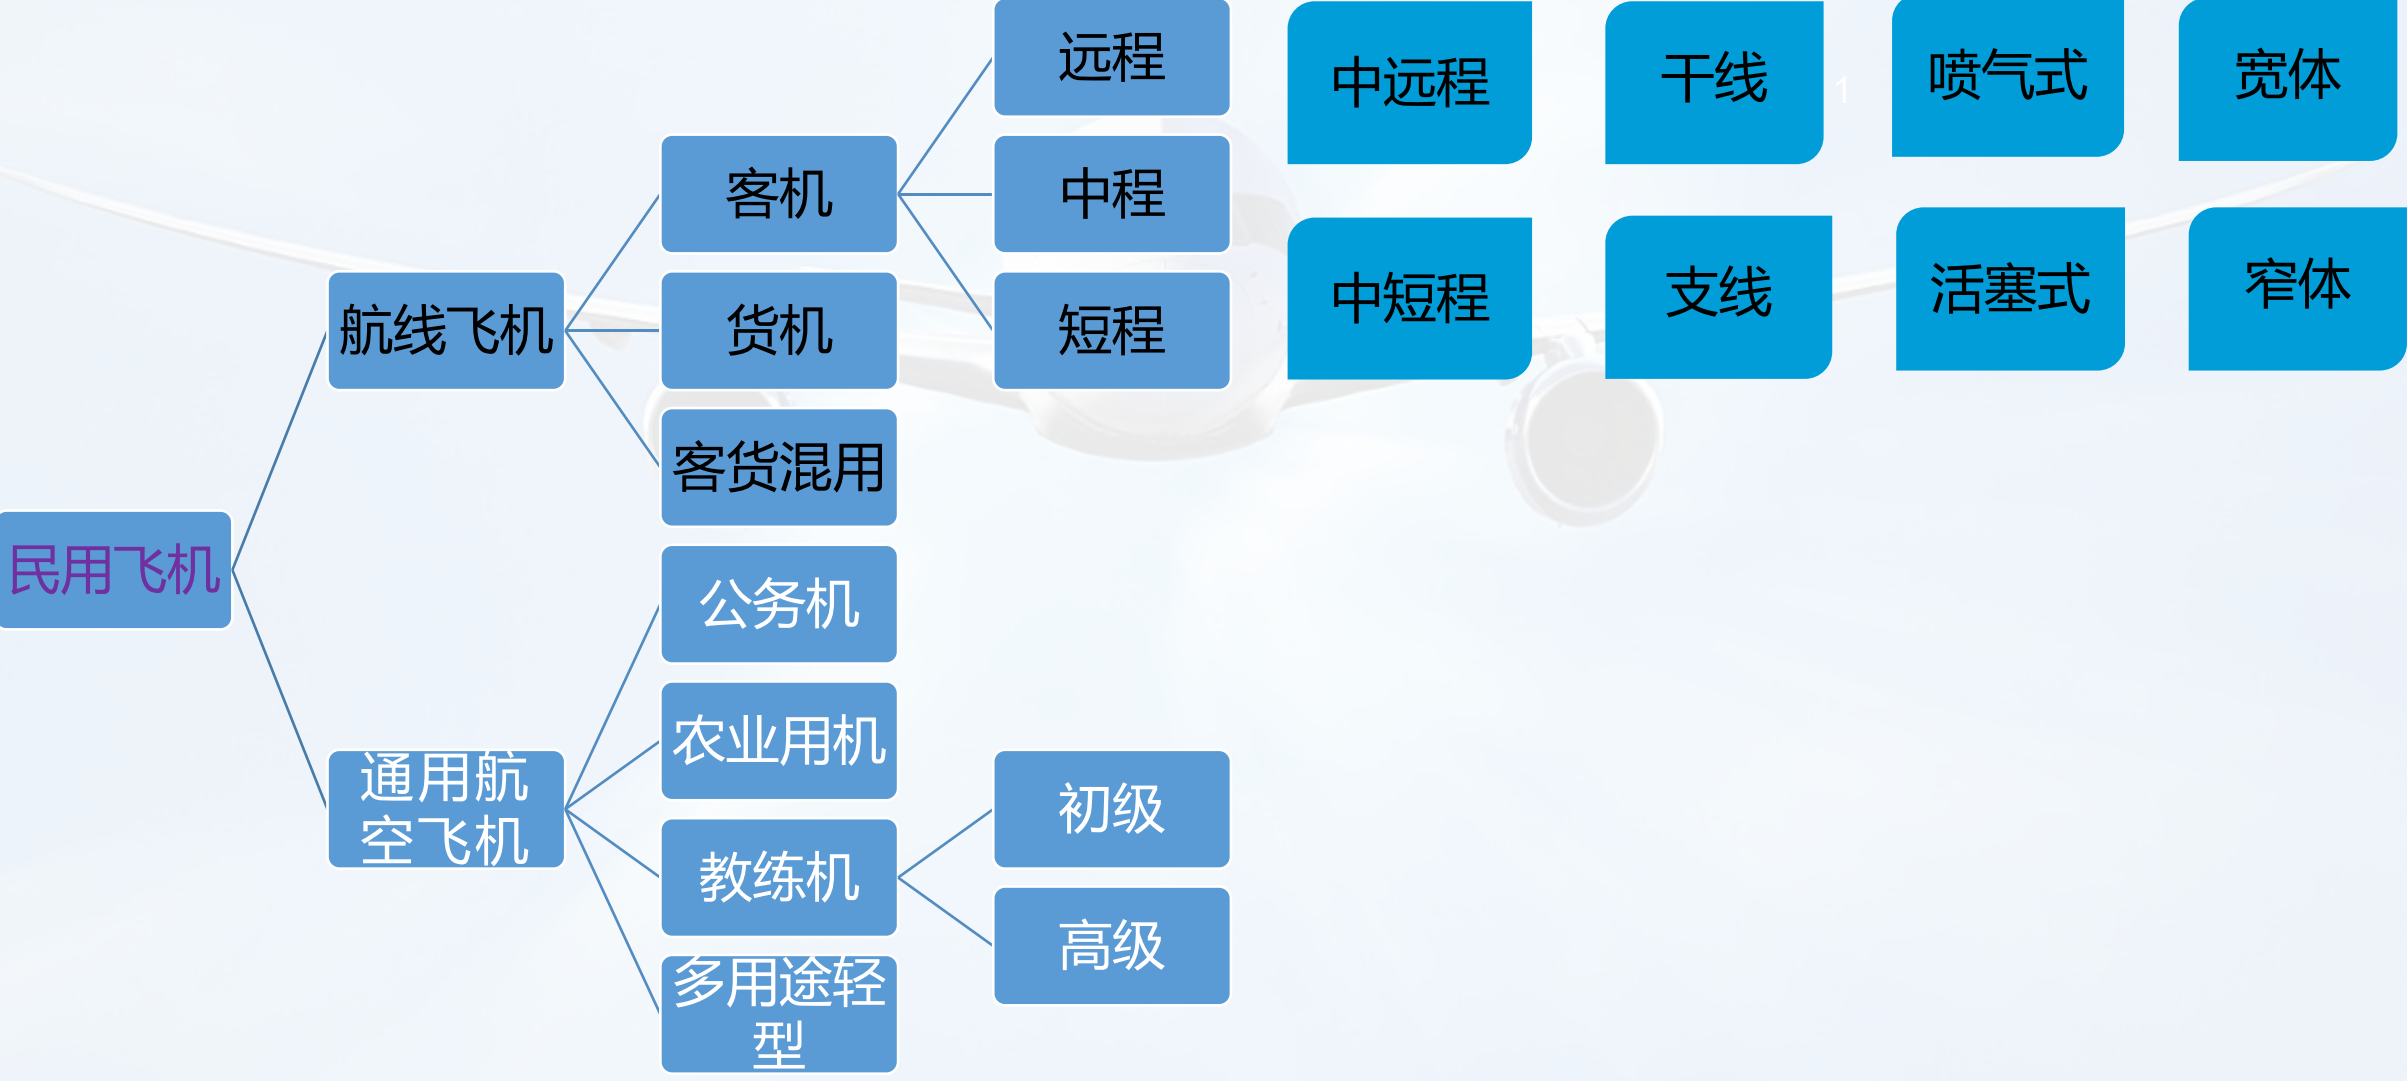 远程
中远程
干线
1
喷气式
宽体
客机
中程
航线飞机
货机
短程
中短程
支线
活塞式
窄体
客货混用
民用飞机
公务机
农业用机
通用航
空飞机
初级
教练机
高级
多用途轻
型